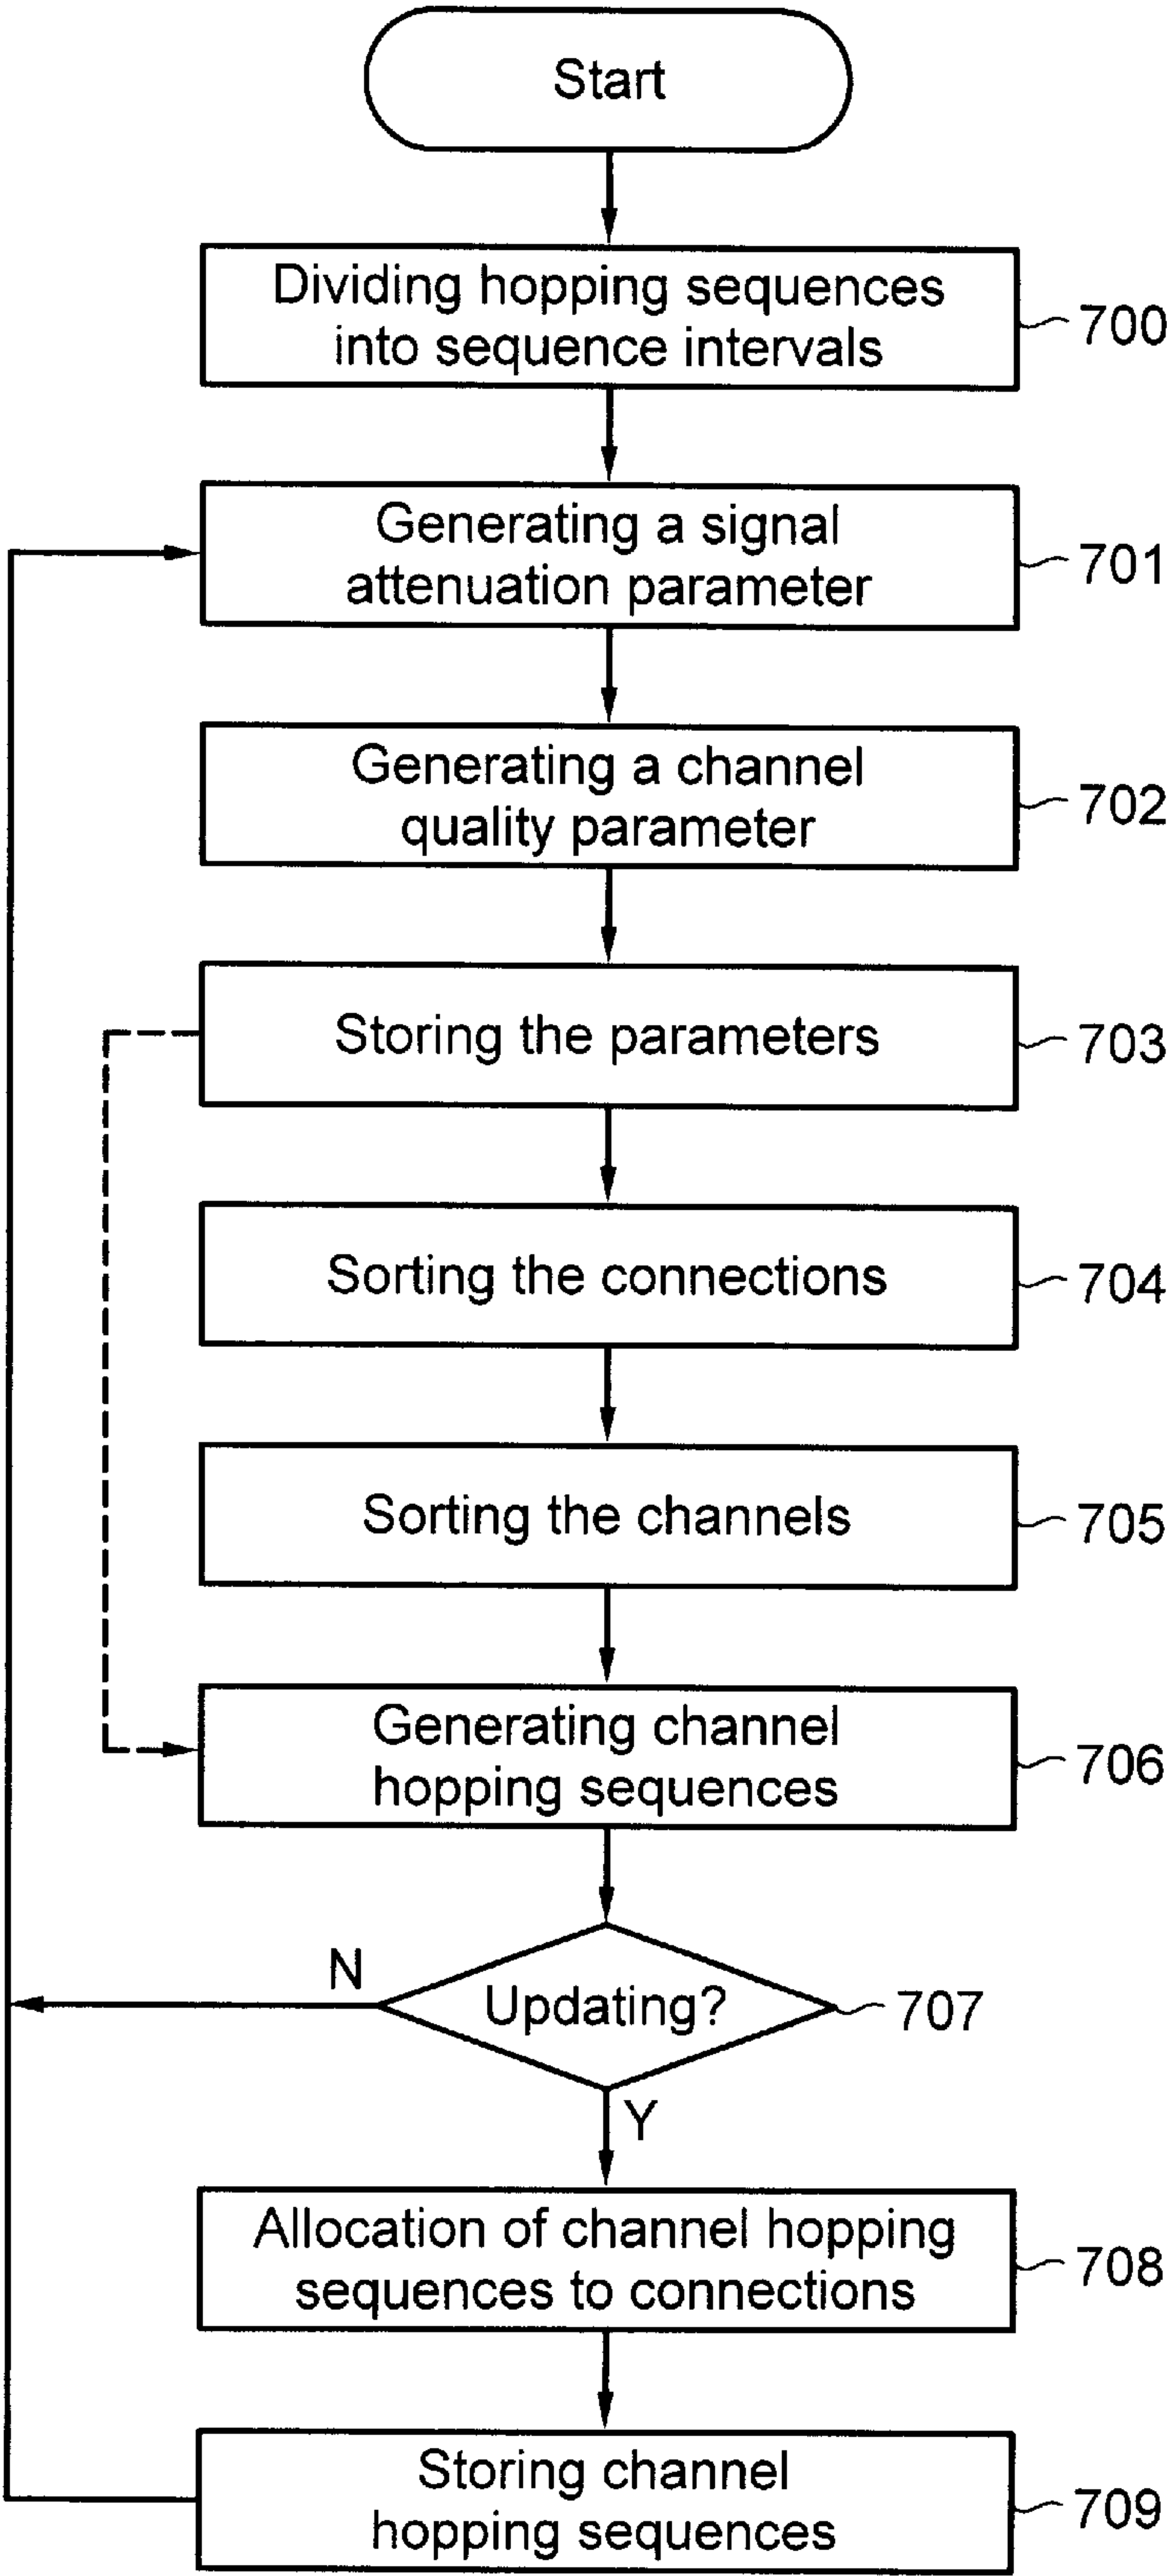 Start
Dividing hopping sequences
into sequence intervals
700
Generating a signal
attenuation parameter
701
Generating a channel
quality parameter
702
Storing the parameters
703
Sorting the connections
704
Sorting the channels
705
Generating channel
hopping sequences
706
N
Updating?
707
Y
Allocation of channel hopping
sequences to connections
708
Storing channel
hopping sequences
709